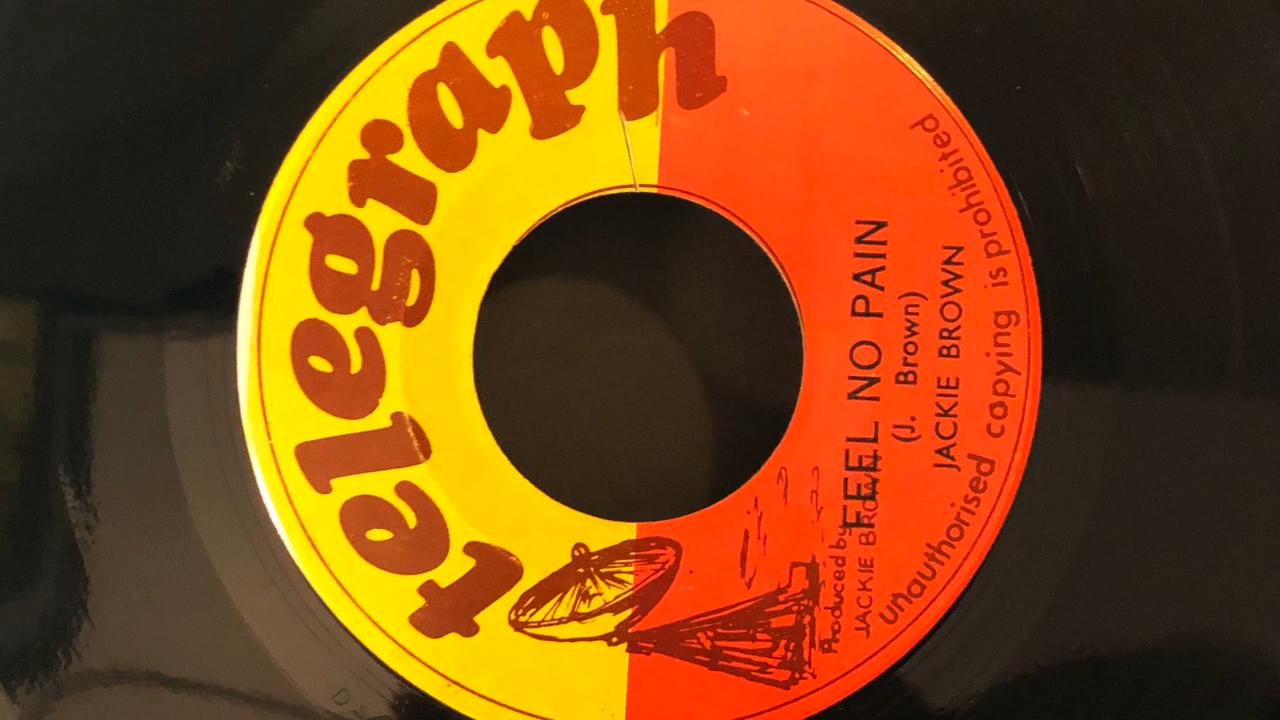 telegraph
Produced by
JACKIE BROWN
FEEL NO PAIN
(J. Brown)
JACKIE BROWN
Unauthorised copying is prohibited